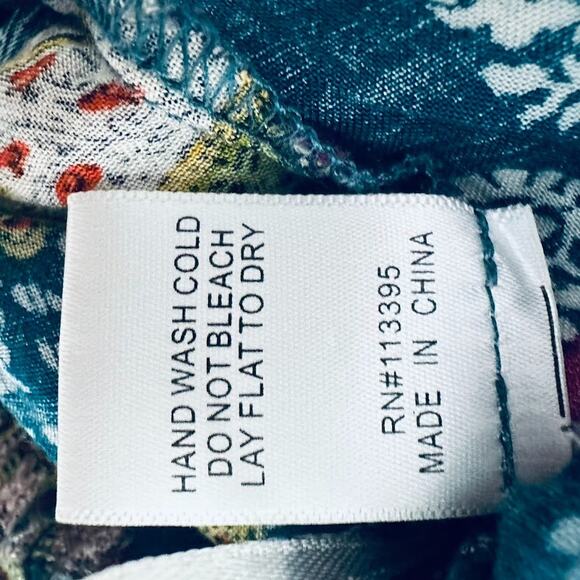 HAND WASH COLD
DO NOT BLEACH
LAY FLAT TO DRY
RN#113395
MADE IN CHINA